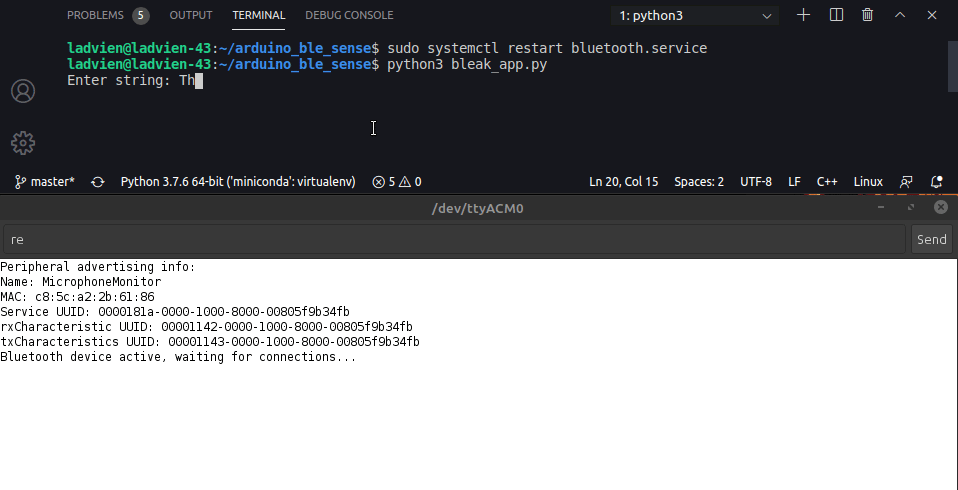 PROBLEMS 5 OUTPUT TERMINAL DEBUG CONSOLE 1: python3
ladvien@ladvien-43:~/arduino_ble_sense$ sudo systemctl restart bluetooth.service
ladvien@ladvien-43:~/arduino_ble_sense$ python3 bleak_app.py
Enter string: Th
master* Python 3.7.6 64-bit ('miniconda': virtualenv) 5 0 Ln 20, Col 15 Spaces: 2 UTF-8 LF C++ Linux
/dev/ttyACM0
re Send
Peripheral advertising info:
Name: MicrophoneMonitor
MAC: c8:5c:a2:2b:61:86
Service UUID: 0000181a-0000-1000-8000-00805f9b34fb
rxCharacteristic UUID: 00001142-0000-1000-8000-00805f9b34fb
txCharacteristics UUID: 00001143-0000-1000-8000-00805f9b34fb
Bluetooth device active, waiting for connections...